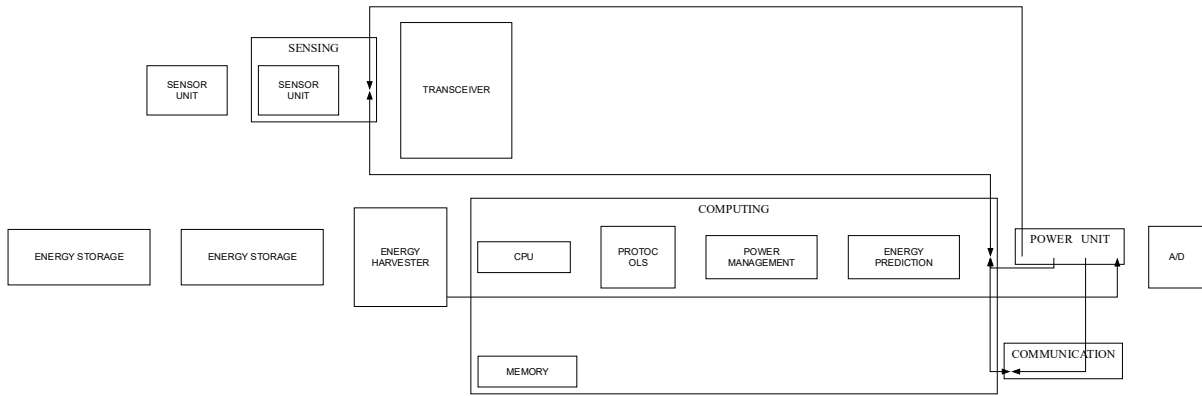 SENSING
SENSOR
UNIT
SENSOR
UNIT
TRANSCEIVER
COMPUTING
ENERGY STORAGE
ENERGY STORAGE
ENERGY
HARVESTER
CPU
PROTOC
OLS
POWER
MANAGEMENT
ENERGY
PREDICTION
POWER UNIT
A/D
MEMORY
COMMUNICATION